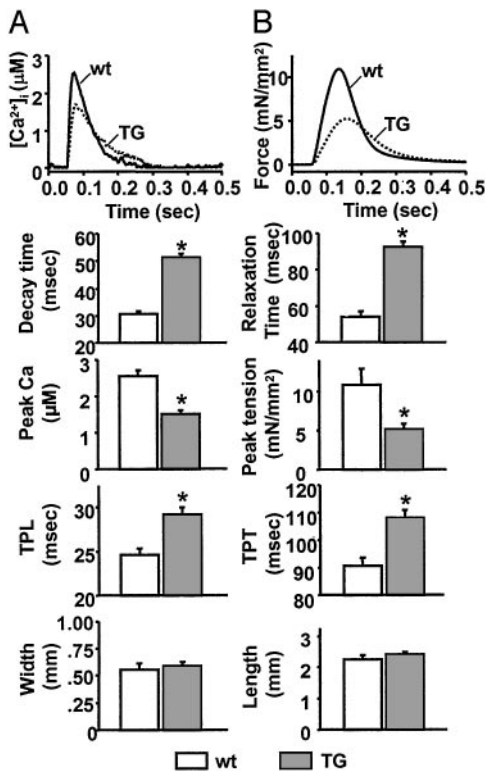 A
B
[Ca²⁺]ᵢ (μM)
3
2
1
0
wt
TG
0.0 0.1 0.2 0.3 0.4 0.5
Time (sec)
Force (mN/mm²)
10
5
0
wt
TG
0.0 0.1 0.2 0.3 0.4 0.5
Time (sec)
Decay time
(msec)
60
50
40
30
20
*
Relaxation
Time (msec)
100
80
60
40
*
Peak Ca
(μM)
3
2
1
0
*
Peak tension
(mN/mm²)
10
5
0
*
TPL
(msec)
30
25
20
*
TPT
(msec)
120
110
100
90
80
*
Width
(mm)
1.00
.75
.50
.25
0
Length
(mm)
3
2
1
0
wt
TG